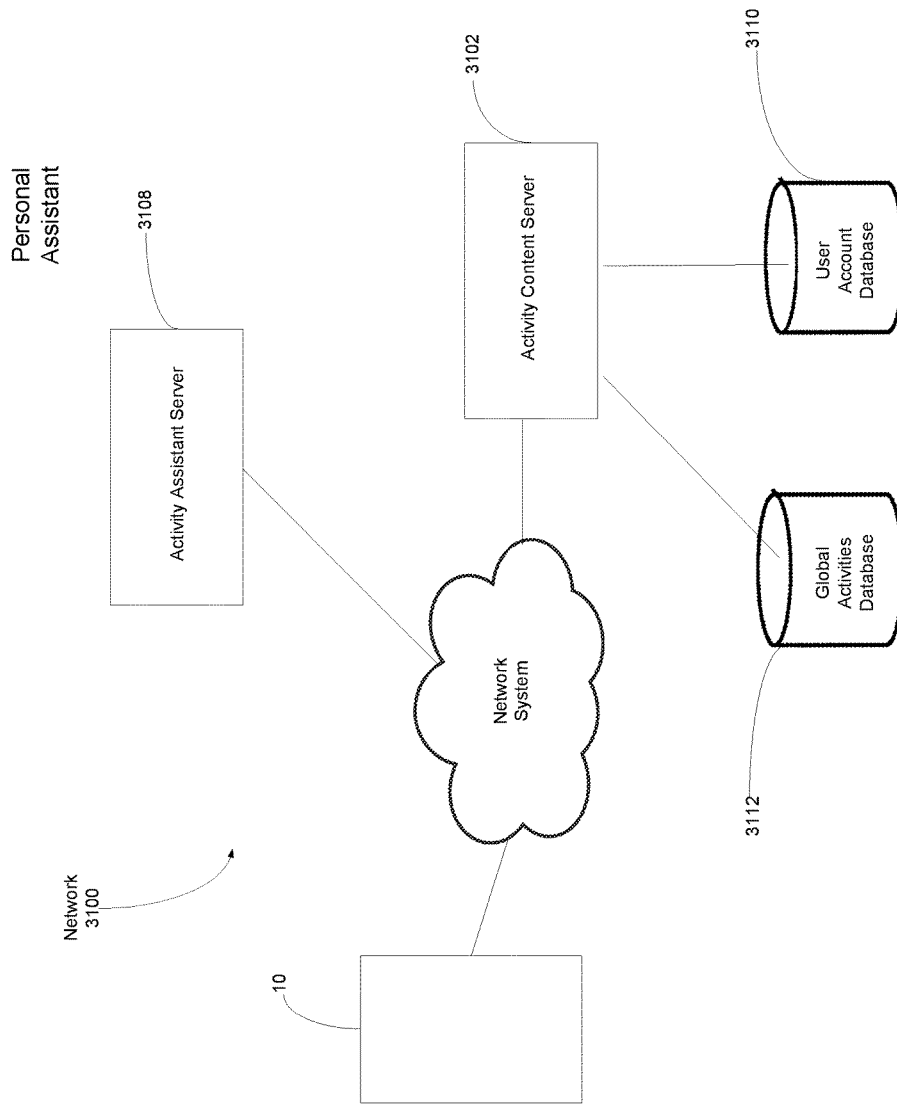 Personal
Assistant
3108
Activity Assistant Server
3102
Activity Content Server
3110
User
Account
Database
Network
3100
Network
System
10
3112
Global
Activities
Database